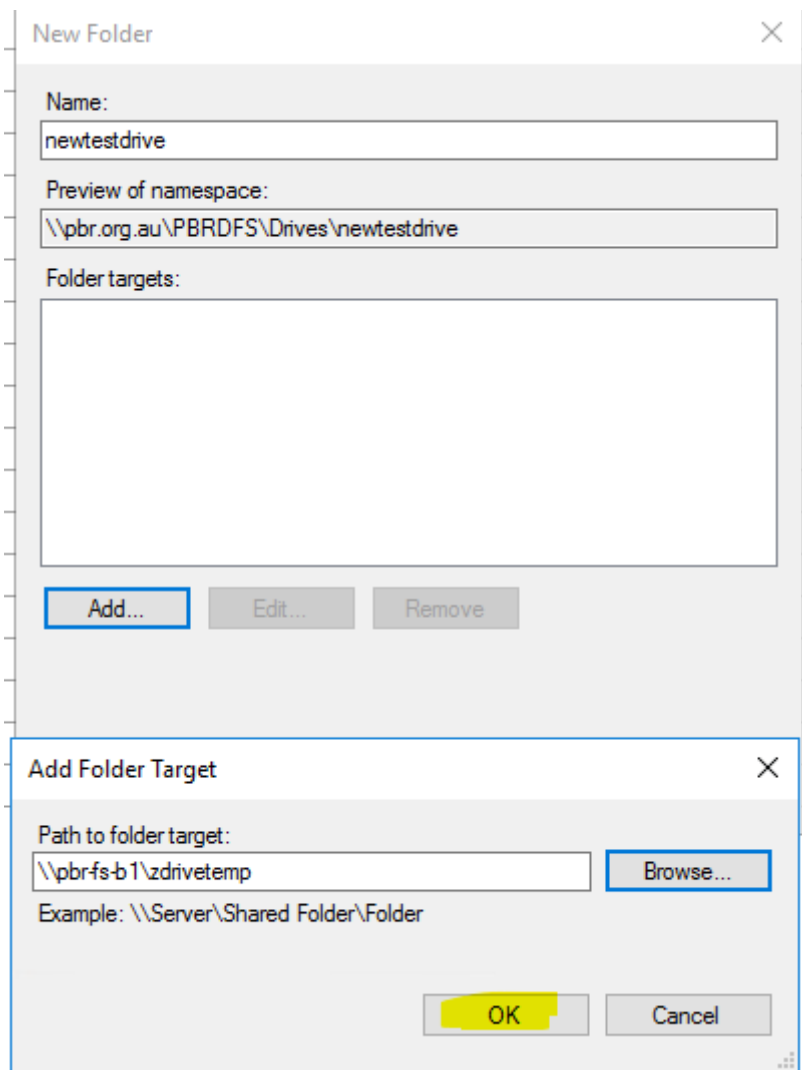 New Folder
Name:
newtestdrive
Preview of namespace:
\\pbr.org.au\PBRDFS\Drives\newtestdrive
Folder targets:
Add... Edit... Remove
Add Folder Target
Path to folder target:
\\pbr-fs-b1\zdrivetemp Browse...
Example: \\Server\Shared Folder\Folder
OK Cancel